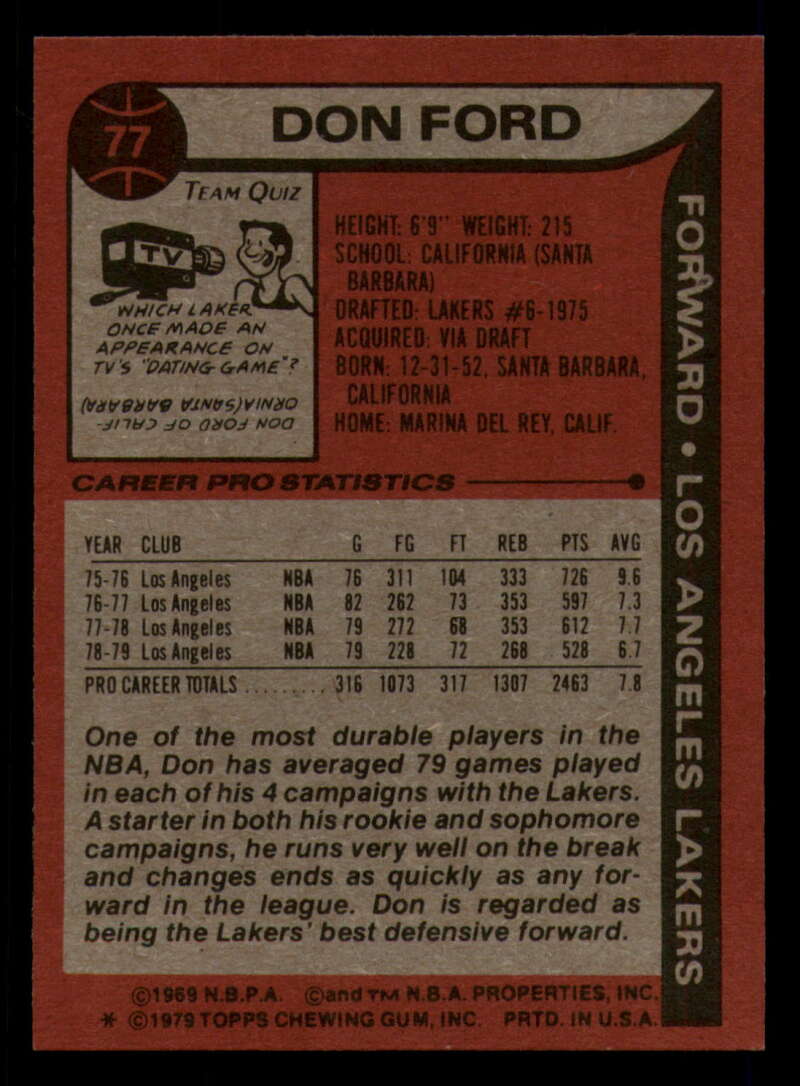 77
DON FORD
TEAM QUIZ
TV
WHICH LAKER
ONCE MADE AN
APPEARANCE ON
TV'S "DATING GAME"?
DON FORD OF CALIF-
ORNIA(SANTA BARBARA)
HEIGHT: 6'9" WEIGHT: 215
SCHOOL: CALIFORNIA (SANTA
BARBARA)
DRAFTED: LAKERS #6-1975
ACQUIRED: VIA DRAFT
BORN: 12-31-52, SANTA BARBARA,
CALIFORNIA
HOME: MARINA DEL REY, CALIF.
FORWARD • LOS ANGELES LAKERS
CAREER PRO STATISTICS
YEAR CLUB G FG FT REB PTS AVG
75-76 Los Angeles NBA 76 311 104 333 726 9.6
76-77 Los Angeles NBA 82 262 73 353 597 7.3
77-78 Los Angeles NBA 79 272 68 353 612 7.7
78-79 Los Angeles NBA 79 228 72 268 528 6.7
PRO CAREER TOTALS ......... 316 1073 317 1307 2463 7.8
One of the most durable players in the
NBA, Don has averaged 79 games played
in each of his 4 campaigns with the Lakers.
A starter in both his rookie and sophomore
campaigns, he runs very well on the break
and changes ends as quickly as any for-
ward in the league. Don is regarded as
being the Lakers' best defensive forward.
©1969 N.B.P.A. ©and TM N.B.A. PROPERTIES, INC.
* ©1979 TOPPS CHEWING GUM, INC. PRTD. IN U.S.A.